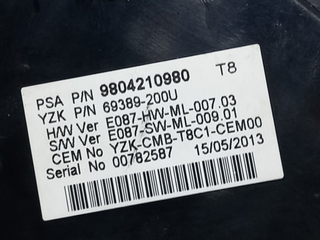 PSA P/N 9804210980 T8
YZK P/N 69389-200U
H/W Ver E087-HW-ML-007.03
S/W Ver E087-SW-ML-009.01
CEM No YZK-CMB-T8C1-CEM00
Serial No 00782587 15/05/2013